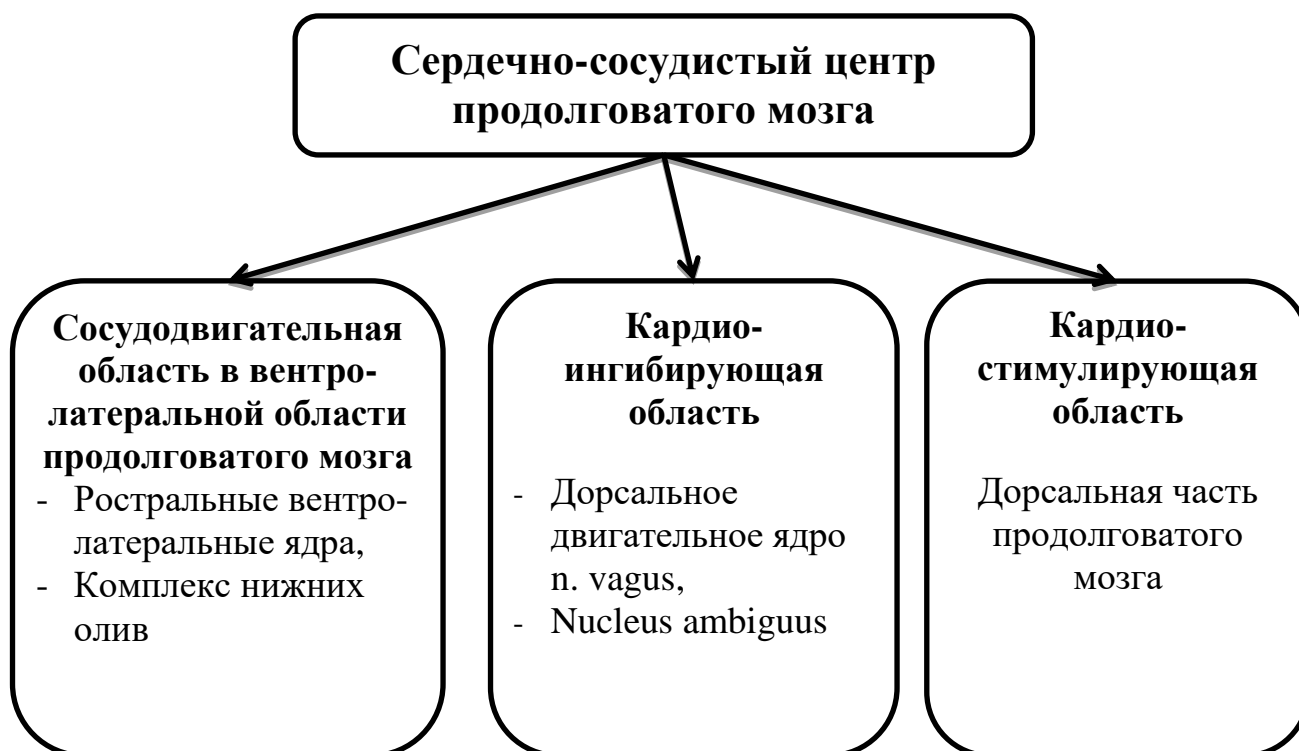 Сердечно-сосудистый центр
продолговатого мозга
Сосудодвигательная
область в вентро-
латеральной области
продолговатого мозга
- Ростральные вентро-
латеральные ядра,
- Комплекс нижних
олив
Кардио-
ингибирующая
область
- Дорсальное
двигательное ядро
n. vagus,
- Nucleus ambiguus
Кардио-
стимулирующая
область
Дорсальная часть
продолговатого
мозга